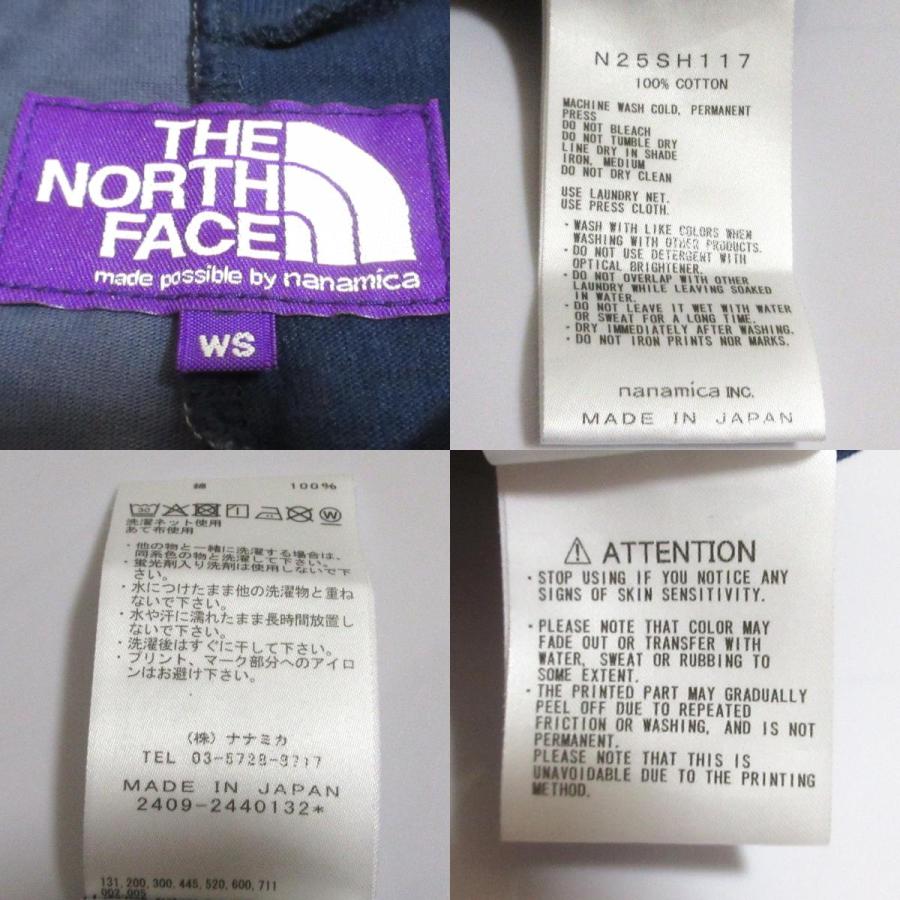 THE
NORTH
FACE
made possible by nanamica
WS
N25SH117
100% COTTON
MACHINE WASH COLD, PERMANENT
PRESS
DO NOT BLEACH
DO NOT TUMBLE DRY
LINE DRY IN SHADE
IRON, MEDIUM
DO NOT DRY CLEAN
USE LAUNDRY NET.
USE PRESS CLOTH.
・WASH WITH LIKE COLORS WHEN
WASHING WITH OTHER PRODUCTS.
・DO NOT USE DETERGENT WITH
OPTICAL BRIGHTENER.
・DO NOT OVERLAP WITH OTHER
LAUNDRY WHILE LEAVING SOAKED
IN WATER.
・DO NOT LEAVE IT WET WITH WATER
OR SWEAT FOR A LONG TIME.
・DRY IMMEDIATELY AFTER WASHING.
・DO NOT IRON PRINTS NOR MARKS.
nanamica INC.
MADE IN JAPAN
綿 100%
30 W
洗濯ネット使用
あて布使用
・他の物と一緒に洗濯する場合は、
同系色の物と洗濯して下さい。
・蛍光剤入り洗剤は使用しないで下
さい。
・水につけたまま他の洗濯物と重ね
ないで下さい。
・水や汗に濡れたまま長時間放置し
ないで下さい。
・洗濯後はすぐに干して下さい。
・プリント、マーク部分へのアイロ
ンはお避け下さい。
(株) ナナミカ
TEL 03-5728-
MADE IN JAPAN
2409-2440132*
131,200,300,445,520,600,711
002,005
⚠ ATTENTION
・STOP USING IF YOU NOTICE ANY
SIGNS OF SKIN SENSITIVITY.
・PLEASE NOTE THAT COLOR MAY
FADE OUT OR TRANSFER WITH
WATER, SWEAT OR RUBBING TO
SOME EXTENT.
・THE PRINTED PART MAY GRADUALLY
PEEL OFF DUE TO REPEATED
FRICTION OR WASHING, AND IS NOT
PERMANENT.
PLEASE NOTE THAT THIS IS
UNAVOIDABLE DUE TO THE PRINTING
METHOD.